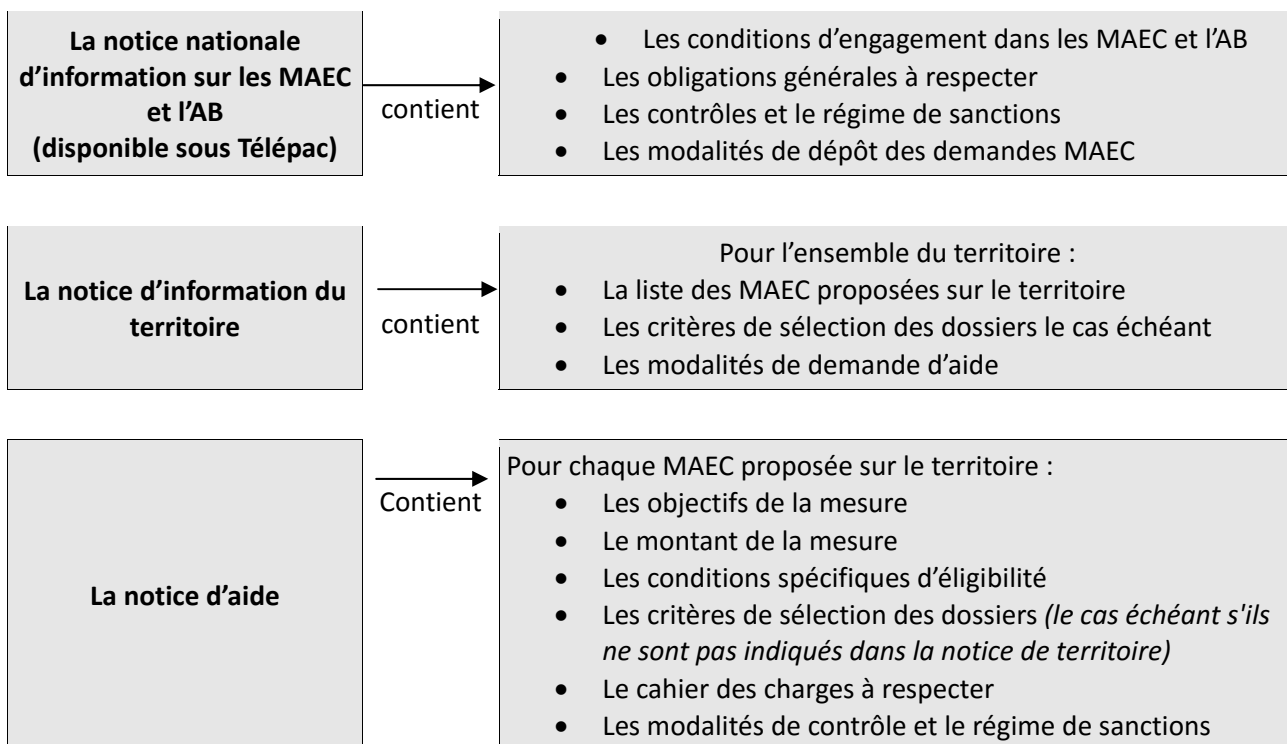 La notice nationale
d’information sur les MAEC
et l’AB
(disponible sous Télépac)
contient
• Les conditions d’engagement dans les MAEC et l’AB
• Les obligations générales à respecter
• Les contrôles et le régime de sanctions
• Les modalités de dépôt des demandes MAEC
La notice d’information du
territoire
contient
Pour l’ensemble du territoire :
• La liste des MAEC proposées sur le territoire
• Les critères de sélection des dossiers le cas échéant
• Les modalités de demande d’aide
La notice d’aide
Contient
Pour chaque MAEC proposée sur le territoire :
• Les objectifs de la mesure
• Le montant de la mesure
• Les conditions spécifiques d’éligibilité
• Les critères de sélection des dossiers (le cas échéant s'ils
ne sont pas indiqués dans la notice de territoire)
• Le cahier des charges à respecter
• Les modalités de contrôle et le régime de sanctions